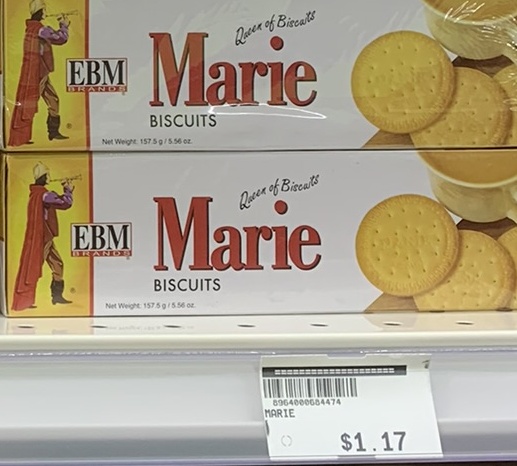 Queen of Biscuits
EBM
BRANDS
Marie
BISCUITS
Net Weight: 157.5 g / 5.56 oz.
Queen of Biscuits
EBM
BRANDS
Marie
BISCUITS
Net Weight: 157.5 g / 5.56 oz.
8964000684474
MARIE
$1.17